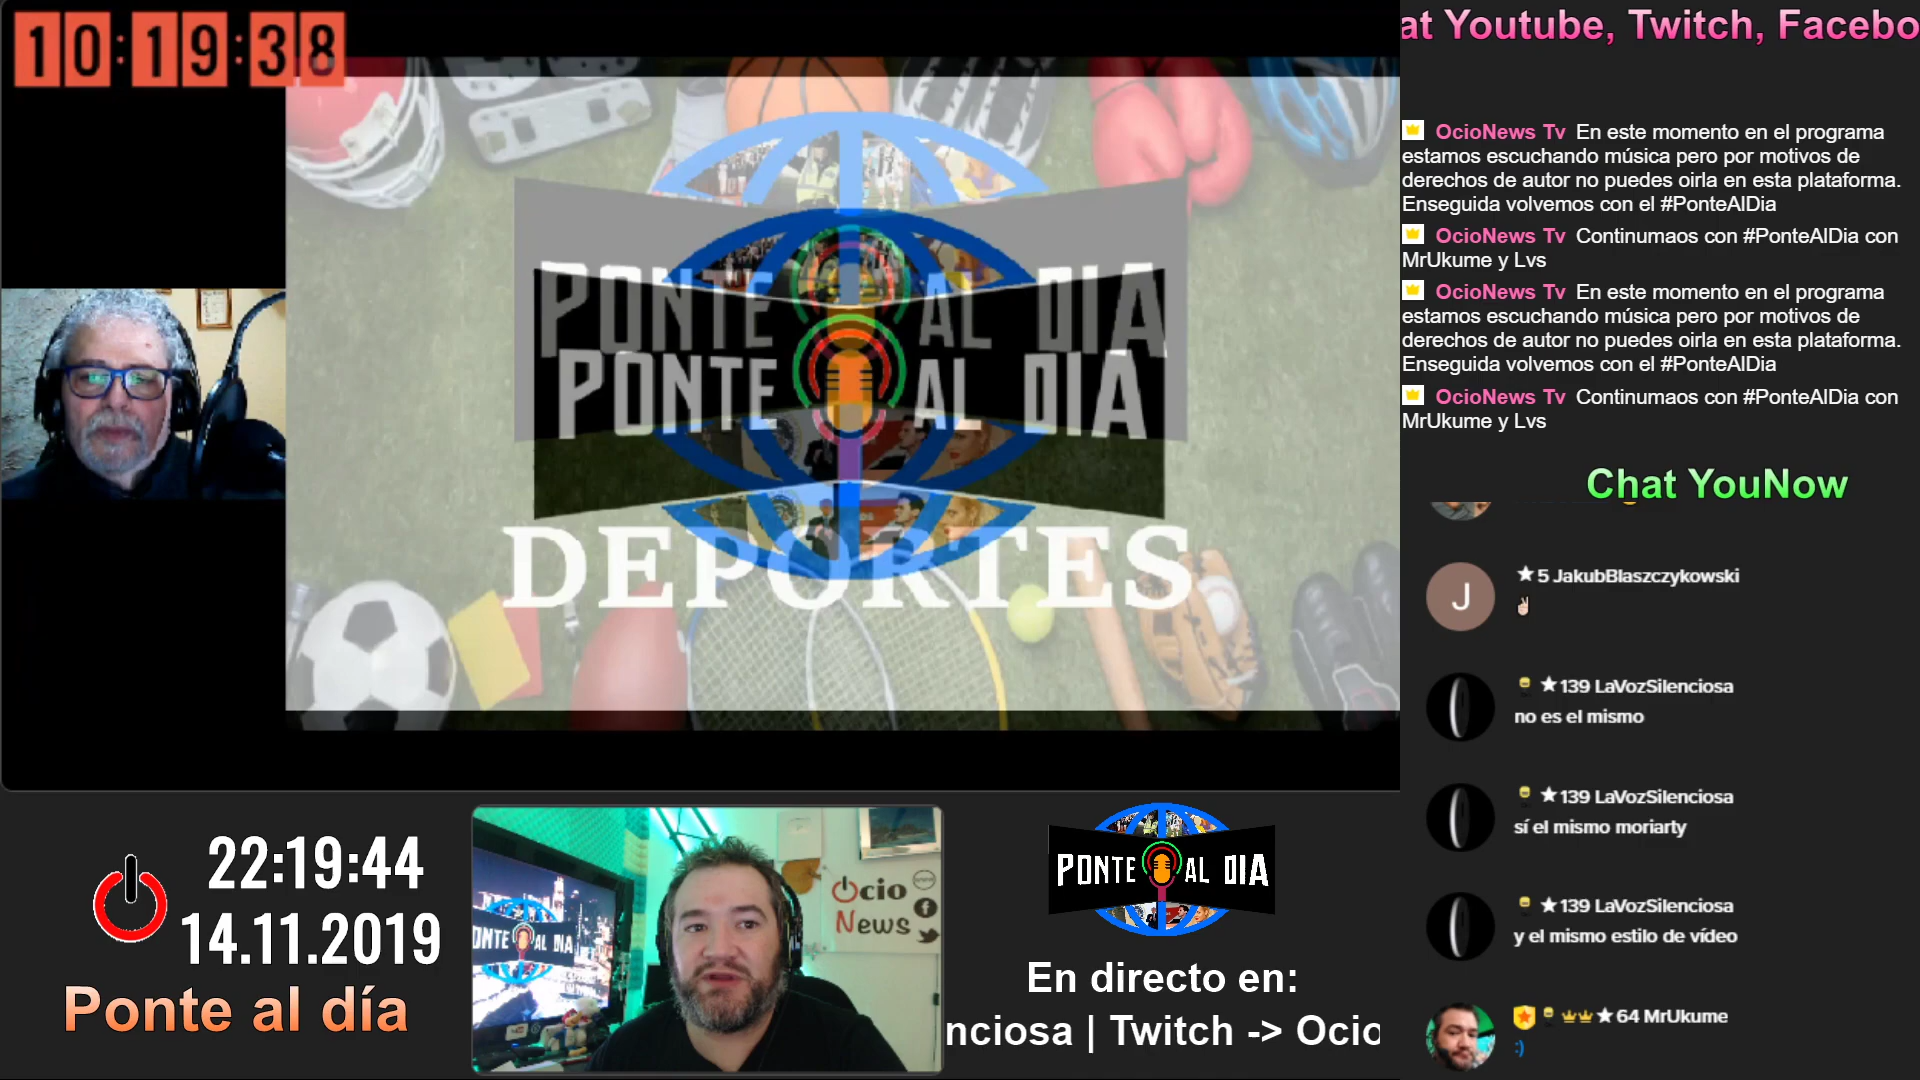 10:19:38
at Youtube, Twitch, Facebo
OcioNews Tv En este momento en el programa
estamos escuchando música pero por motivos de
derechos de autor no puedes oirla en esta plataforma.
Enseguida volvemos con el #PonteAlDia
OcioNews Tv Continumaos con #PonteAlDia con
MrUkume y Lvs
OcioNews Tv En este momento en el programa
estamos escuchando música pero por motivos de
derechos de autor no puedes oirla en esta plataforma.
Enseguida volvemos con el #PonteAlDia
OcioNews Tv Continumaos con #PonteAlDia con
MrUkume y Lvs
PONTE AL DIA
PONTE AL DIA
DEPORTES
Chat YouNow
J
★5 JakubBlaszczykowski
✌
★139 LaVozSilenciosa
no es el mismo
★139 LaVozSilenciosa
sí el mismo moriarty
★139 LaVozSilenciosa
y el mismo estilo de vídeo
★64 MrUkume
:)
22:19:44
14.11.2019
Ponte al día
PONTE AL DIA
Ocio
News
PONTE AL DIA
En directo en:
nciosa | Twitch -> Ocio